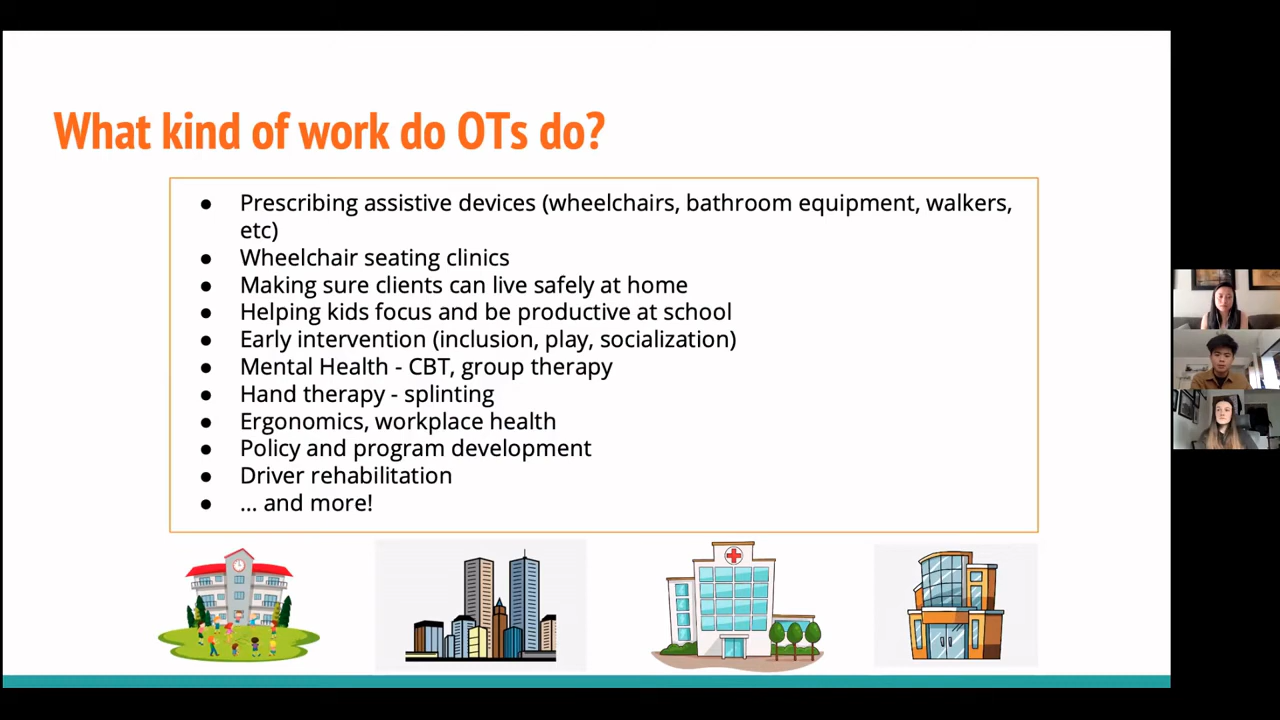 What kind of work do OTs do?
● Prescribing assistive devices (wheelchairs, bathroom equipment, walkers,
etc)
● Wheelchair seating clinics
● Making sure clients can live safely at home
● Helping kids focus and be productive at school
● Early intervention (inclusion, play, socialization)
● Mental Health - CBT, group therapy
● Hand therapy - splinting
● Ergonomics, workplace health
● Policy and program development
● Driver rehabilitation
● ... and more!